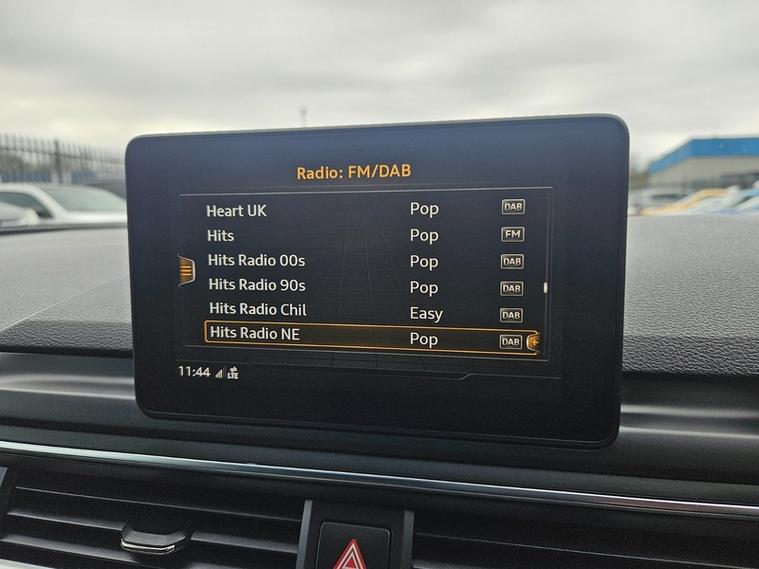 Radio: FM/DAB
Heart UK Pop DAB
Hits Pop FM
Hits Radio 00s Pop DAB
Hits Radio 90s Pop DAB
Hits Radio Chil Easy DAB
Hits Radio NE Pop DAB
11:44 LTE